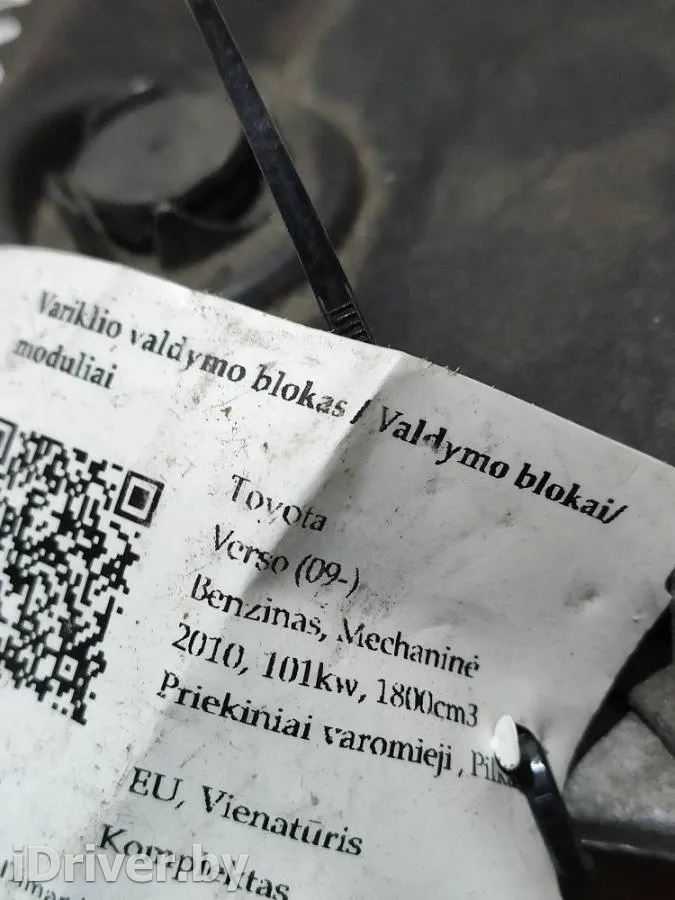 Variklio valdymo blokas / Valdymo blokai/
moduliai
Toyota
Verso (09-)
Benzinas, Mechaninė
2010, 101kw, 1800cm3
Priekiniai varomieji,
EU, Vienatūris
Komplektas
iDriver.by